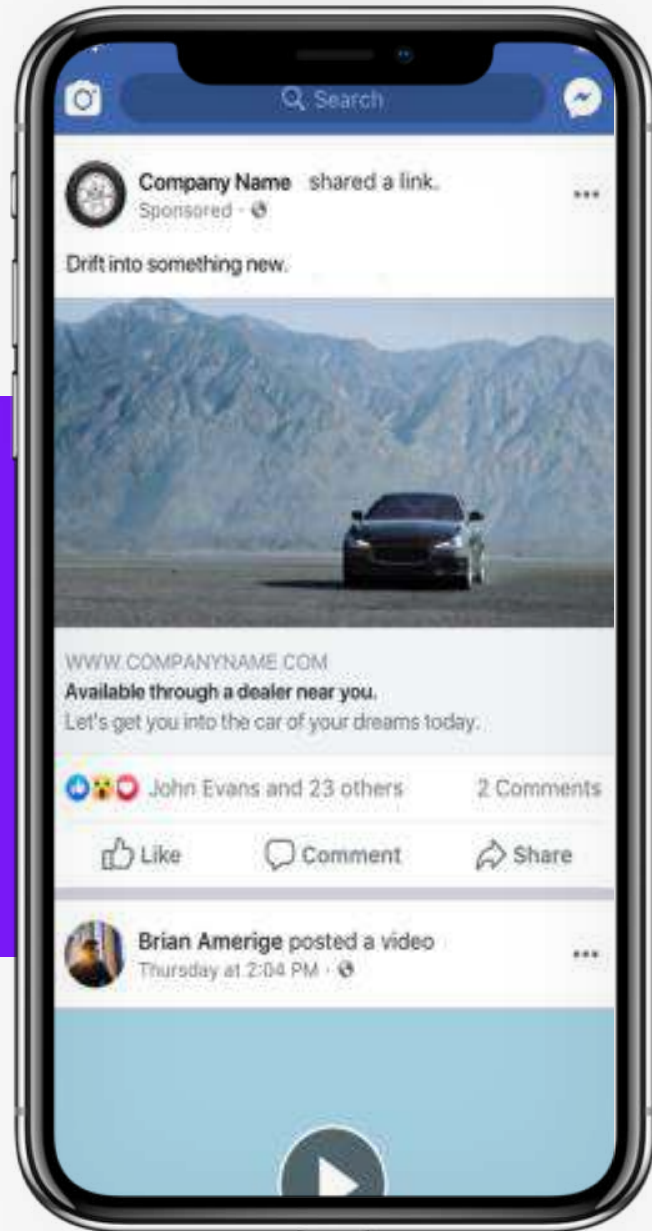 Search
Company Name shared a link.
Sponsored ·
Drift into something new.
WWW.COMPANYNAME.COM
Available through a dealer near you.
Let's get you into the car of your dreams today.
John Evans and 23 others 2 Comments
Like Comment Share
Brian Amerige posted a video
Thursday at 2:04 PM ·